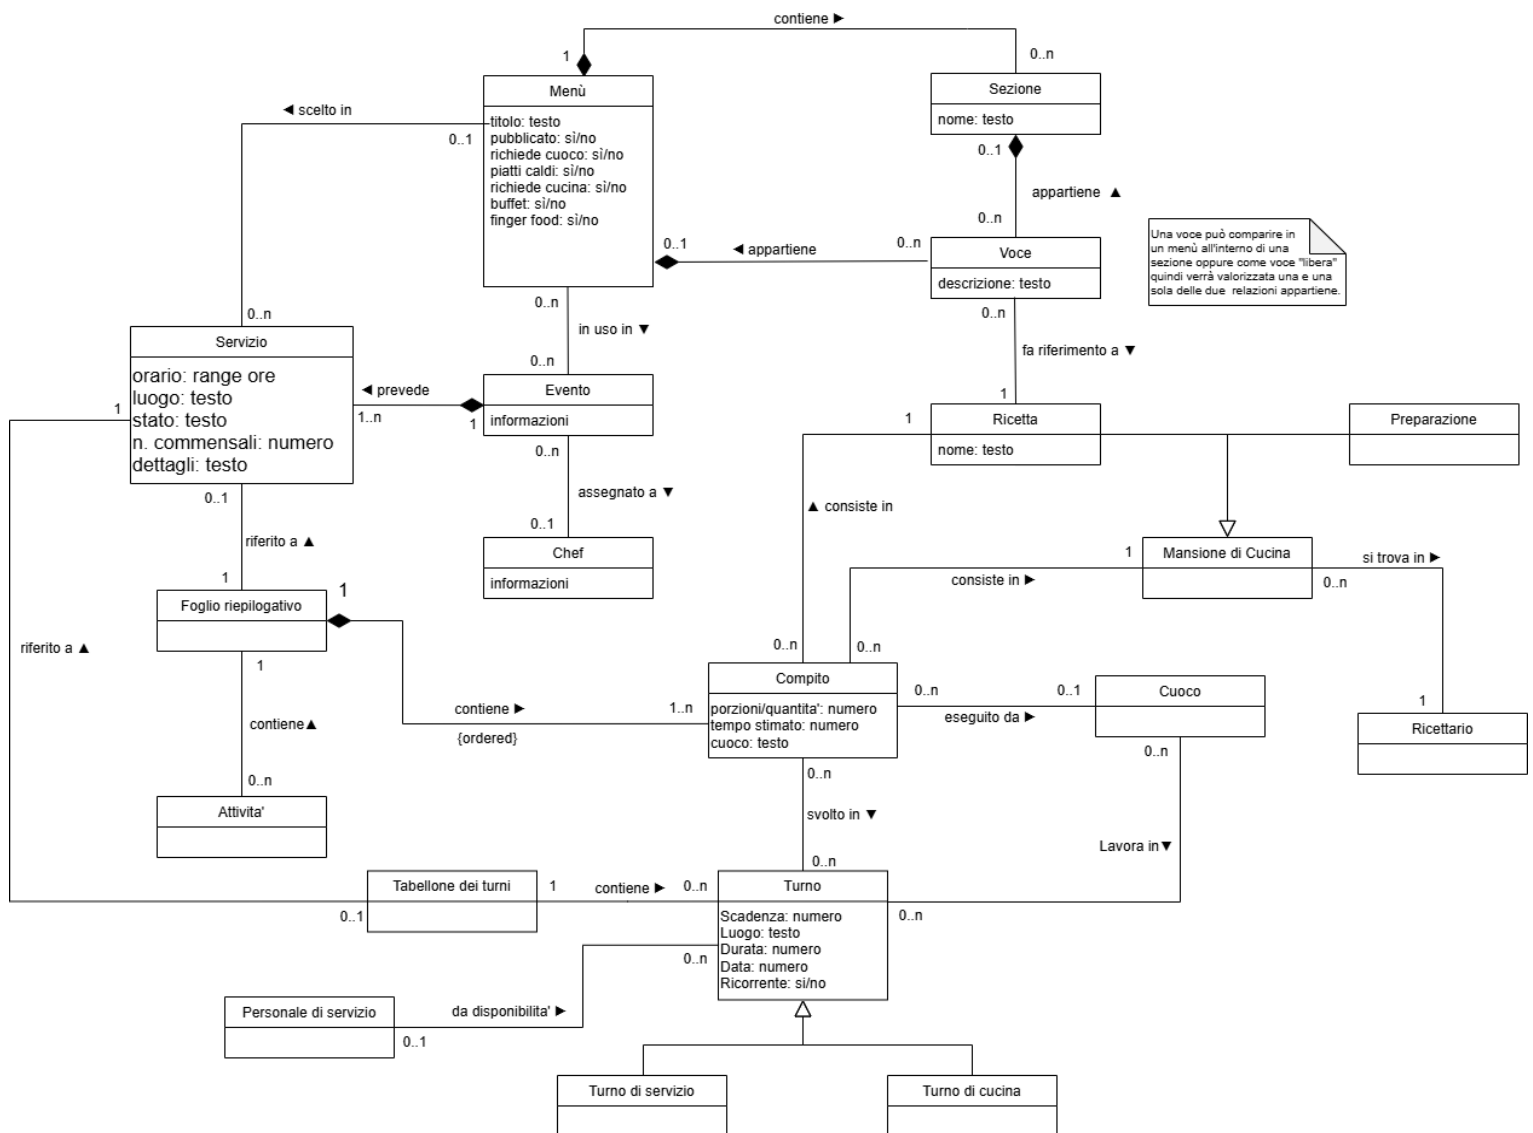 contiene ►
1
0..n
Menù
titolo: testo
pubblicato: sì/no
richiede cuoco: sì/no
piatti caldi: sì/no
richiede cucina: sì/no
buffet: sì/no
finger food: sì/no
Sezione
nome: testo
◄ scelto in
0..1
0..n
0..1
appartiene ▲
0..n
0..1
◄ appartiene
0..n
Voce
descrizione: testo
Una voce può comparire in
un menù all'interno di una
sezione oppure come voce "libera"
quindi verrà valorizzata una e una
sola delle due relazioni appartiene.
0..n
in uso in ▼
0..n
0..n
fa riferimento a ▼
1
Servizio
orario: range ore
luogo: testo
stato: testo
n. commensali: numero
dettagli: testo
◄ prevede
1..n
1
Evento
informazioni
1
1
Ricetta
nome: testo
Preparazione
0..n
assegnato a ▼
0..1
Chef
informazioni
0..1
riferito a ▲
1
▲ consiste in
0..n
1
Mansione di Cucina
consiste in ►
0..n
si trova in ►
0..n
1
Ricettario
Foglio riepilogativo
1
riferito a ▲
1
contiene▲
0..n
Attivita'
contiene ►
{ordered}
1..n
Compito
porzioni/quantita': numero
tempo stimato: numero
cuoco: testo
0..n
eseguito da ►
0..1
Cuoco
0..n
Lavora in▼
0..n
0..n
svolto in ▼
0..n
Tabellone dei turni
0..1
1
contiene ►
0..n
Turno
Scadenza: numero
Luogo: testo
Durata: numero
Data: numero
Ricorrente: si/no
0..n
Personale di servizio
da disponibilita' ►
0..1
Turno di servizio
Turno di cucina